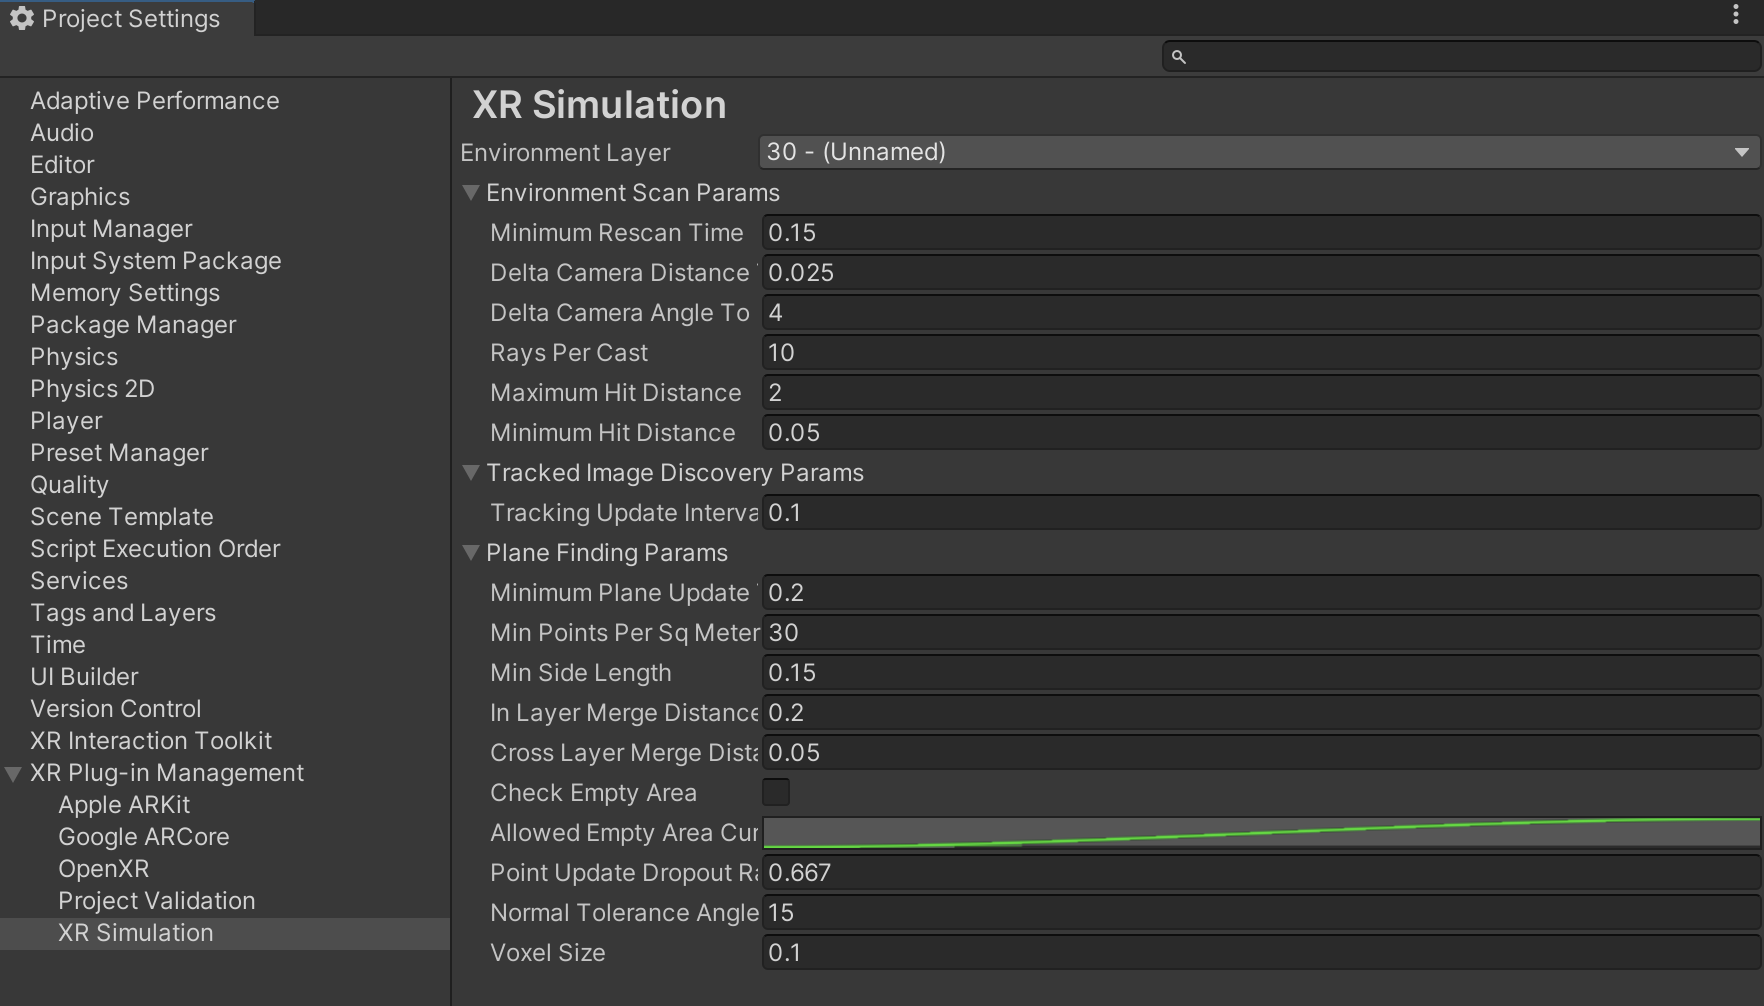 Project Settings
Adaptive Performance
Audio
Editor
Graphics
Input Manager
Input System Package
Memory Settings
Package Manager
Physics
Physics 2D
Player
Preset Manager
Quality
Scene Template
Script Execution Order
Services
Tags and Layers
Time
UI Builder
Version Control
XR Interaction Toolkit
XR Plug-in Management
Apple ARKit
Google ARCore
OpenXR
Project Validation
XR Simulation
XR Simulation
Environment Layer 30 - (Unnamed)
Environment Scan Params
Minimum Rescan Time 0.15
Delta Camera Distance 0.025
Delta Camera Angle To 4
Rays Per Cast 10
Maximum Hit Distance 2
Minimum Hit Distance 0.05
Tracked Image Discovery Params
Tracking Update Interva 0.1
Plane Finding Params
Minimum Plane Update 0.2
Min Points Per Sq Meter 30
Min Side Length 0.15
In Layer Merge Distance 0.2
Cross Layer Merge Dista 0.05
Check Empty Area
Allowed Empty Area Cur
Point Update Dropout Ra 0.667
Normal Tolerance Angle 15
Voxel Size 0.1